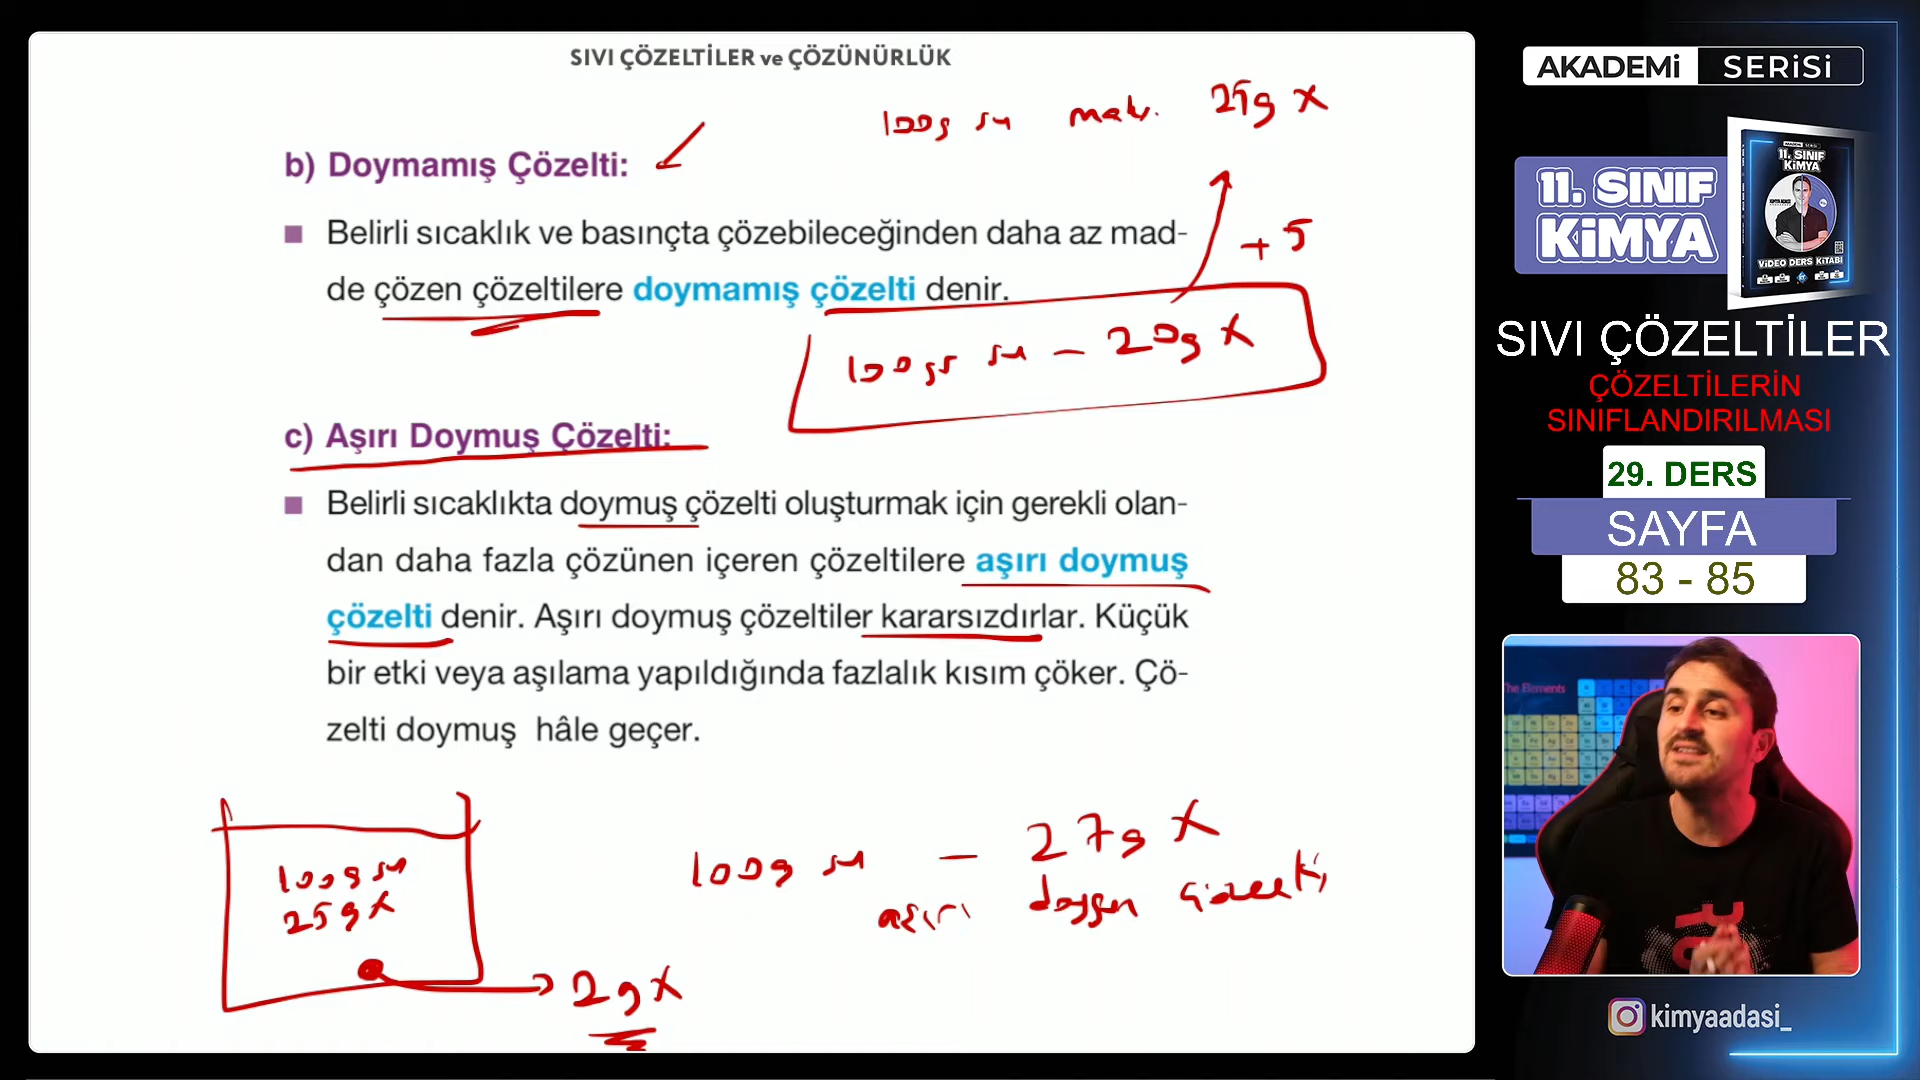 SIVI ÇÖZELTİLER ve ÇÖZÜNÜRLÜK
100g su mak. 25g X
b) Doymamış Çözelti:
Belirli sıcaklık ve basınçta çözebileceğinden daha az mad-
de çözen çözeltilere doymamış çözelti denir.
+ 5
100gr su – 20g X
c) Aşırı Doymuş Çözelti:
Belirli sıcaklıkta doymuş çözelti oluşturmak için gerekli olan-
dan daha fazla çözünen içeren çözeltilere aşırı doymuş
çözelti denir. Aşırı doymuş çözeltiler kararsızdırlar. Küçük
bir etki veya aşılama yapıldığında fazlalık kısım çöker. Çö-
zelti doymuş hâle geçer.
100g su
25g X
2g X
100g su – 27g X
aşırı
AKADEMİ SERİSİ
11. SINIF
KİMYA
11. SINIF
KİMYA
VİDEO DERS KİTABI
SIVI ÇÖZELTİLER
ÇÖZELTİLERİN
SINIFLANDIRILMASI
29. DERS
SAYFA
83 - 85
The Elements
kimyaadasi_